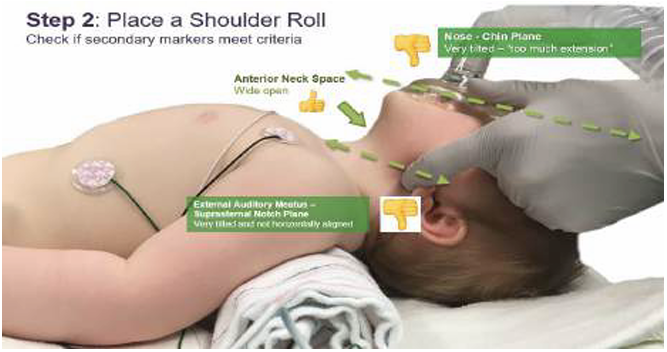 Step 2: Place a Shoulder Roll
Check if secondary markers meet criteria
Nose - Chin Plane
Very tilted – "too much extension"
Anterior Neck Space
Wide open
External Auditory Meatus –
Suprasternal Notch Plane
Very tilted and not horizontally aligned